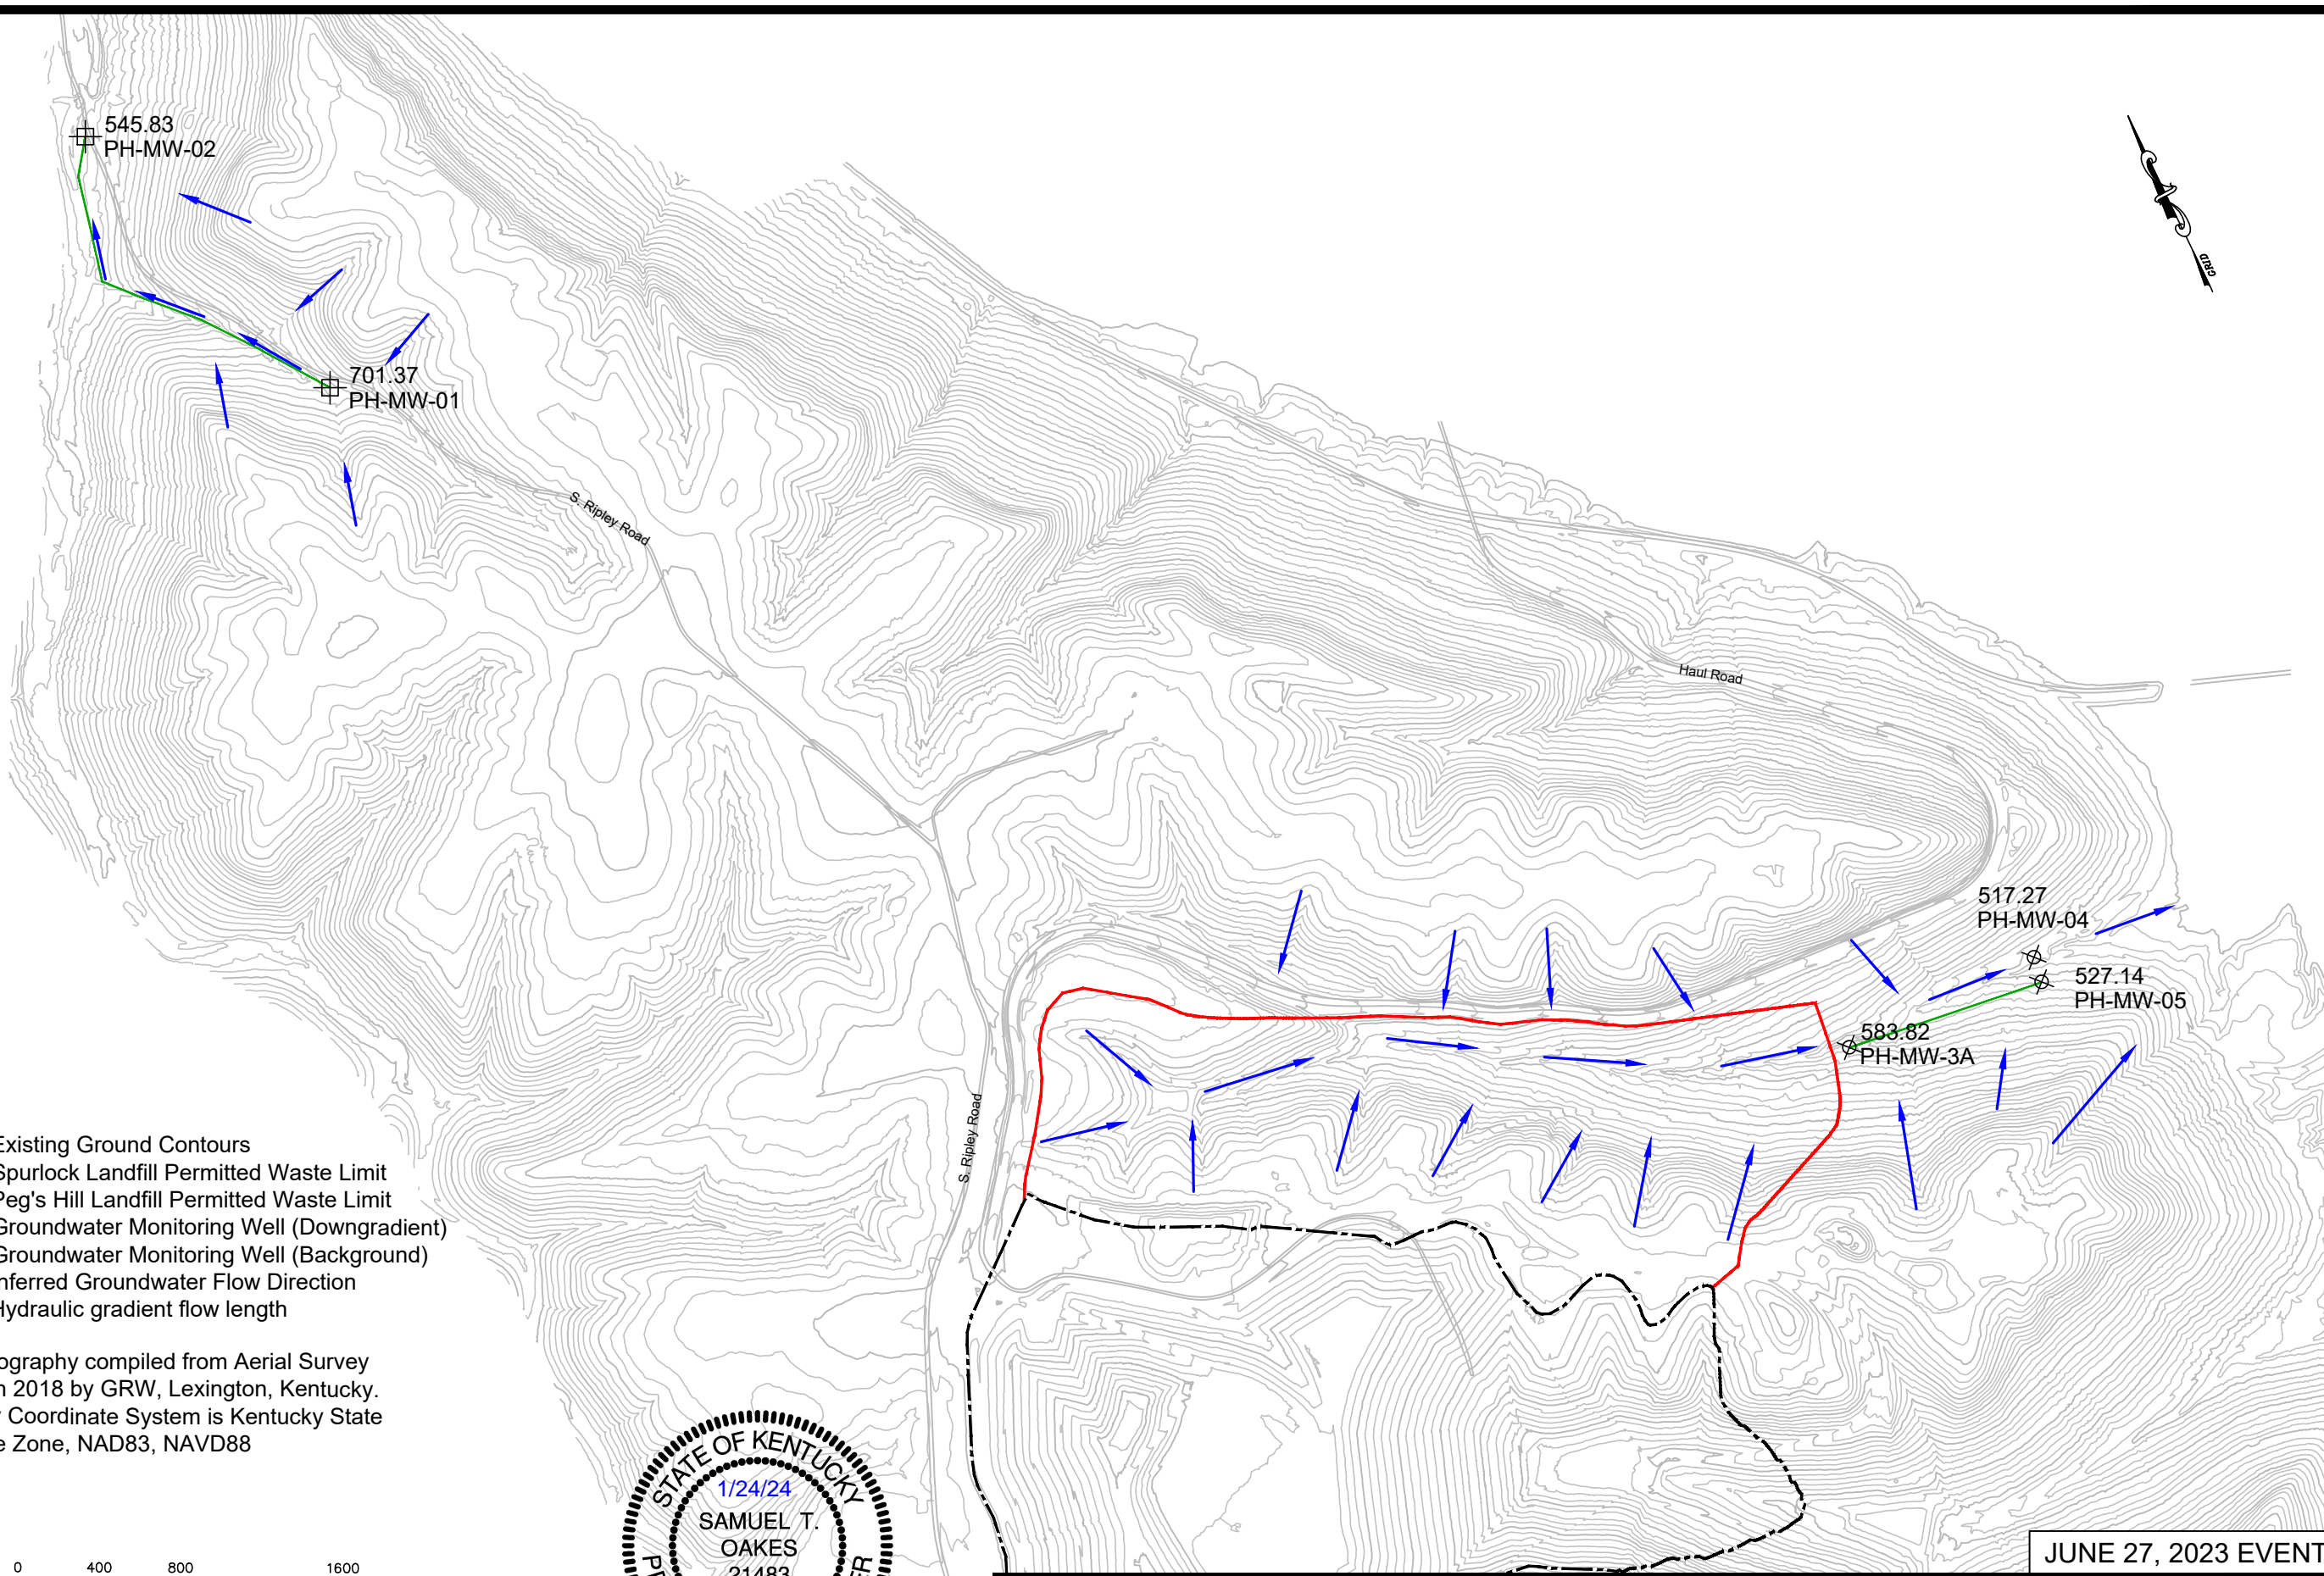 545.83
PH-MW-02
GRID
701.37
PH-MW-01
S. Ripley Road
Haul Road
517.27
PH-MW-04
527.14
PH-MW-05
583.82
PH-MW-3A
S. Ripley Road
Existing Ground Contours
Spurlock Landfill Permitted Waste Limit
Peg's Hill Landfill Permitted Waste Limit
Groundwater Monitoring Well (Downgradient)
Groundwater Monitoring Well (Background)
nferred Groundwater Flow Direction
Hydraulic gradient flow length
ography compiled from Aerial Survey
2018 by GRW, Lexington, Kentucky.
Coordinate System is Kentucky State
Zone, NAD83, NAVD88
STATE OF KENTUCKY
1/24/24
SAMUEL T.
OAKES
21483
0 400 800 1600
JUNE 27, 2023 EVENT